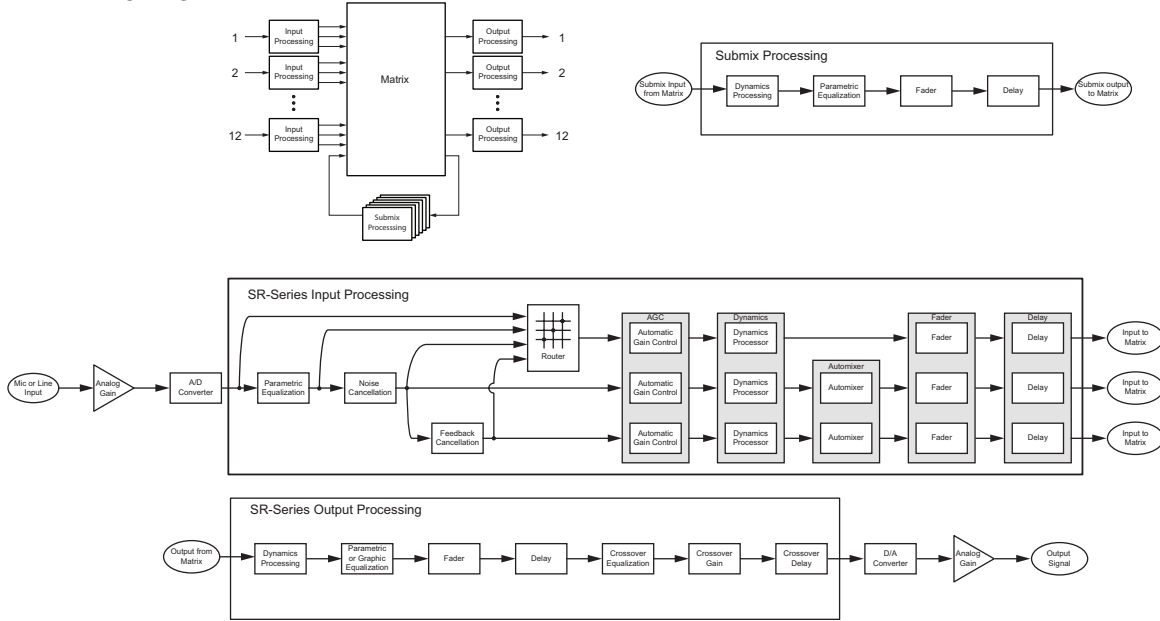 1
Input
Processing
Output
Processing
1
2
Input
Processing
Matrix
Output
Processing
2
Input
Processing
Output
Processing
12
12
Submix
Processsing
Submix Processing
Submix Input
from Matrix
Dynamics
Processing
Parametric
Equalization
Fader
Delay
Submix output
to Matrix
SR-Series Input Processing
Mic or Line
Input
Analog
Gain
A/D
Converter
Parametric
Equalization
Noise
Cancellation
Feedback
Cancellation
Router
AGC
Automatic
Gain Control
Automatic
Gain Control
Automatic
Gain Control
Dynamics
Dynamics
Processor
Dynamics
Processor
Dynamics
Processor
Automixer
Automixer
Automixer
Fader
Fader
Fader
Fader
Delay
Delay
Delay
Delay
Input to
Matrix
Input to
Matrix
Input to
Matrix
SR-Series Output Processing
Output from
Matrix
Dynamics
Processing
Parametric
or Graphic
Equalization
Fader
Delay
Crossover
Equalization
Crossover
Gain
Crossover
Delay
D/A
Converter
Analog
Gain
Output
Signal